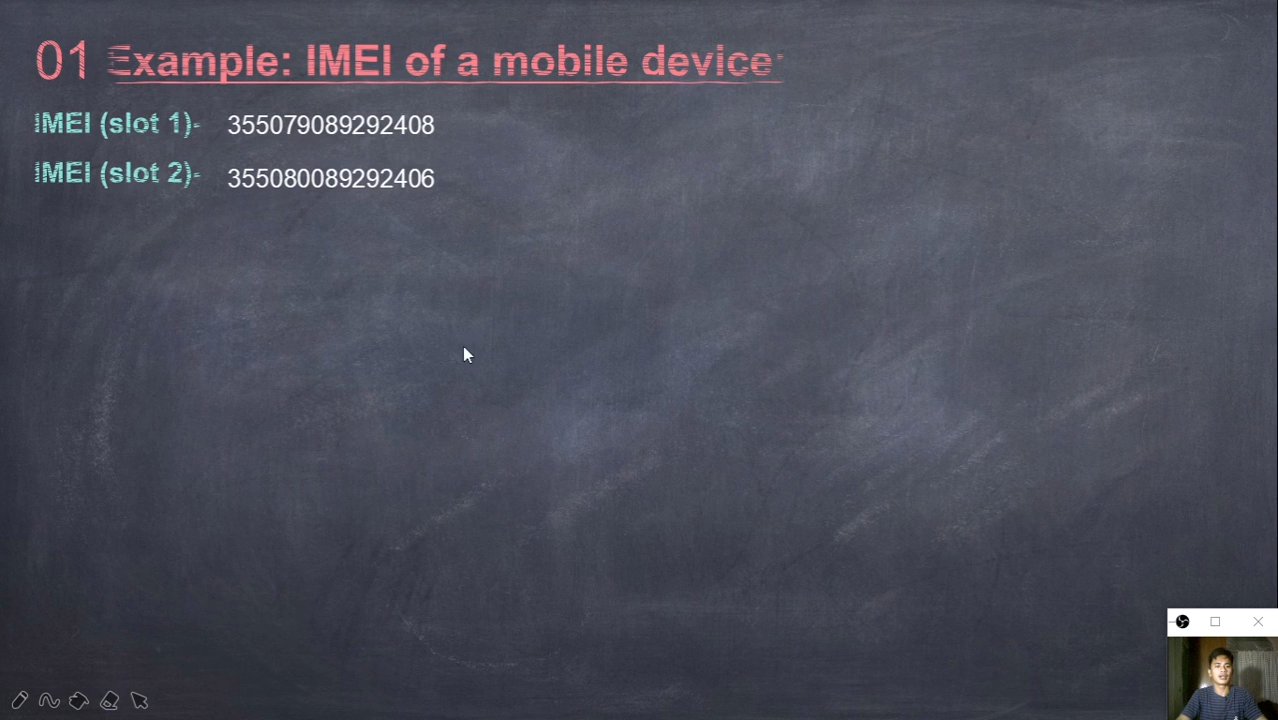 01 Example: IMEI of a mobile device
IMEI (slot 1)- 355079089292408
IMEI (slot 2)- 355080089292406